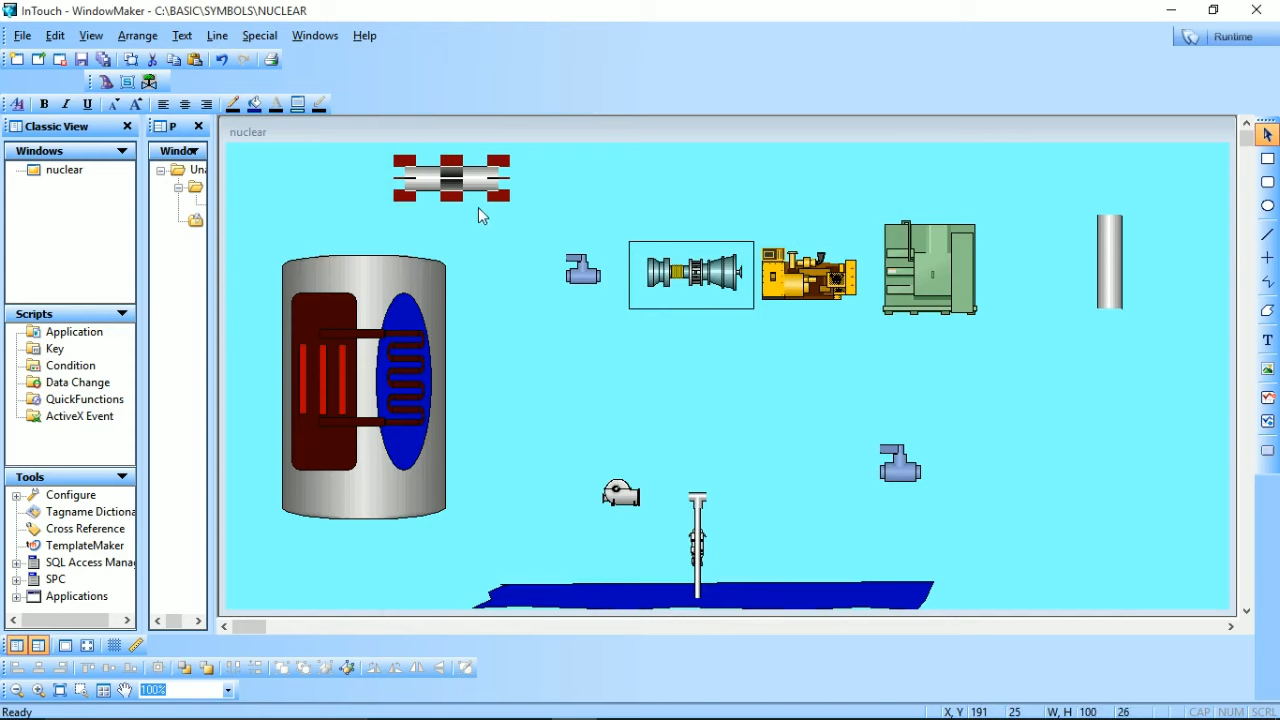 InTouch - WindowMaker - C:\BASIC\SYMBOLS\NUCLEAR
File Edit View Arrange Text Line Special Windows Help
Runtime
B I U
Classic View
P
nuclear
Windows
Window
nuclear
Una
Scripts
Application
Key
Condition
Data Change
QuickFunctions
ActiveX Event
Tools
Configure
Tagname Dictiona
Cross Reference
TemplateMaker
SQL Access Mana
SPC
Applications
100%
Ready
X, Y 191 25 W, H 100 26 CAP NUM SCRL